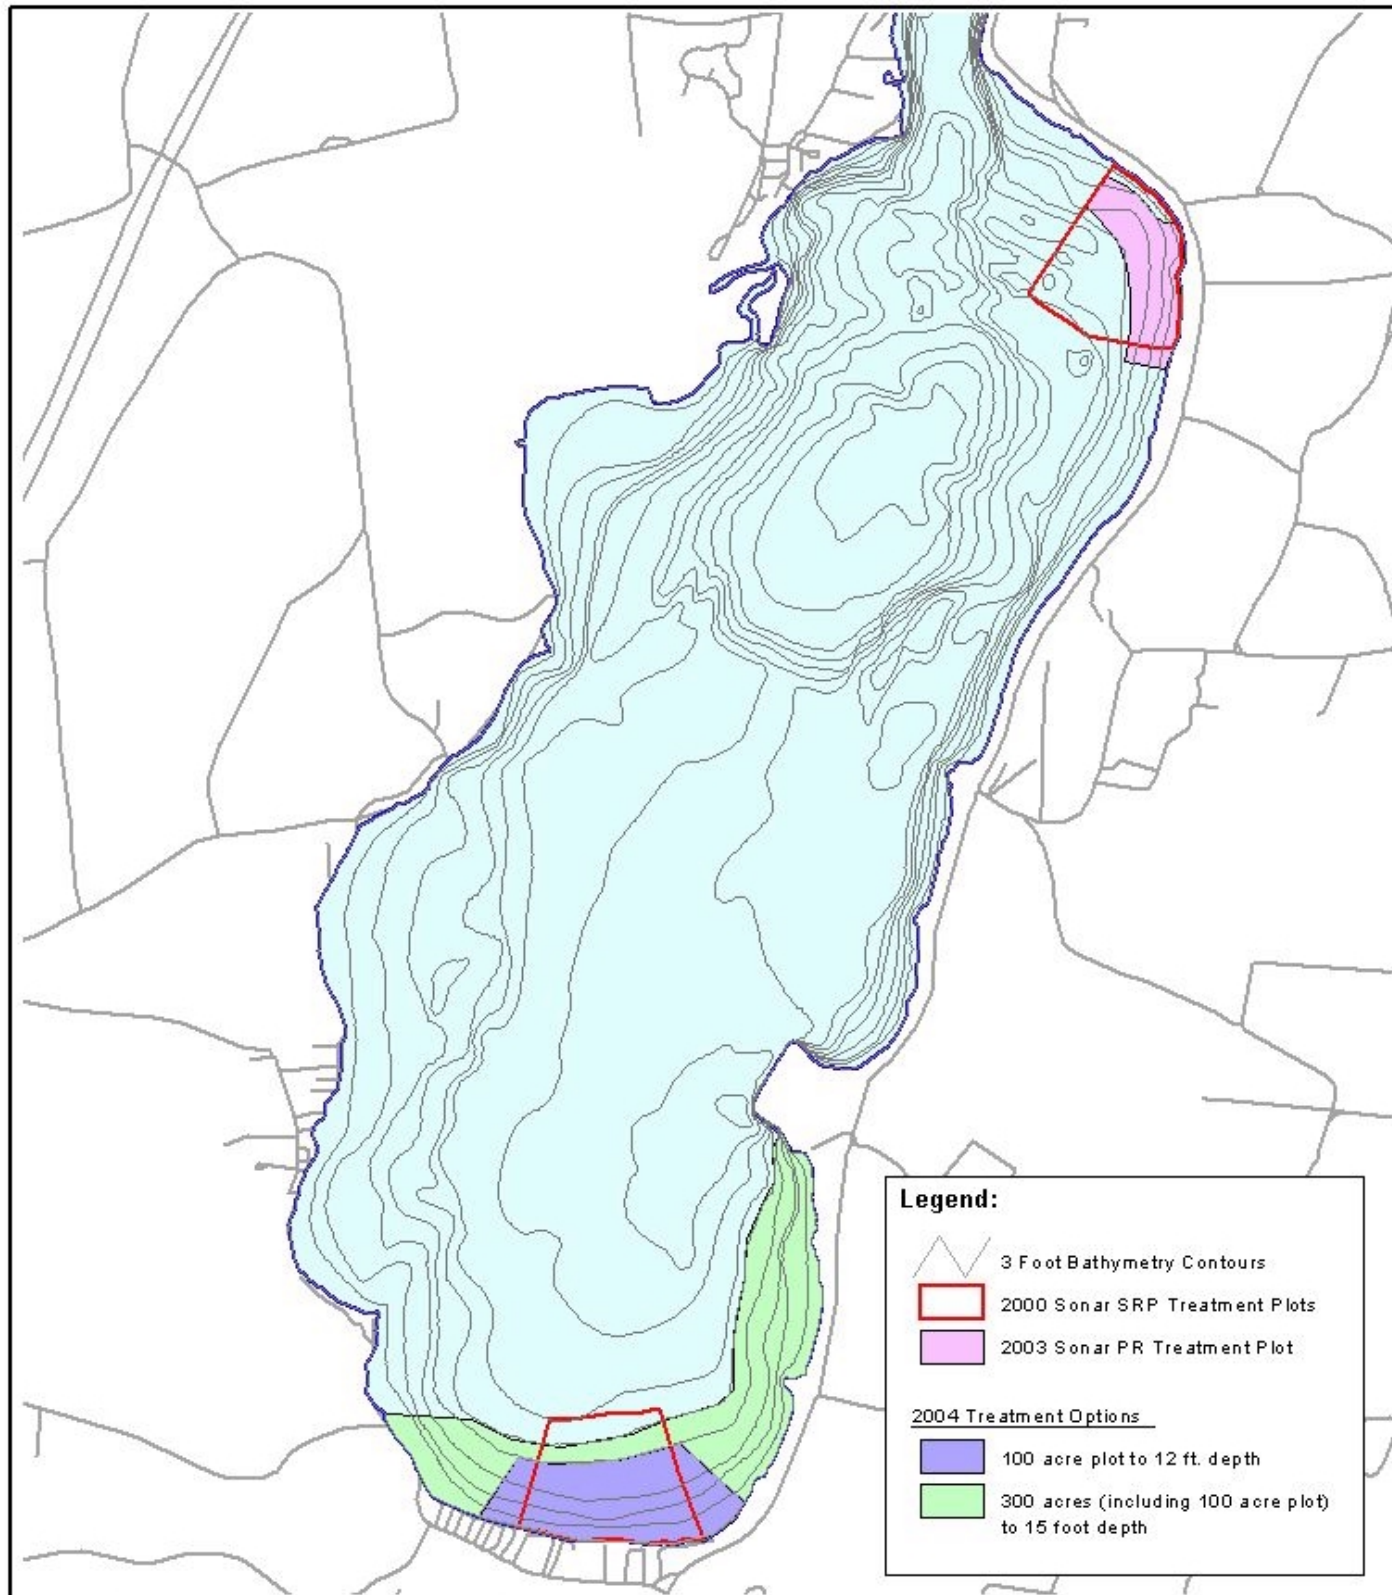 Legend:
3 Foot Bathymetry Contours
2000 Sonar SRP Treatment Plots
2003 Sonar PR Treatment Plot
2004 Treatment Options
100 acre plot to 12 ft. depth
300 acres (including 100 acre plot)
to 15 foot depth